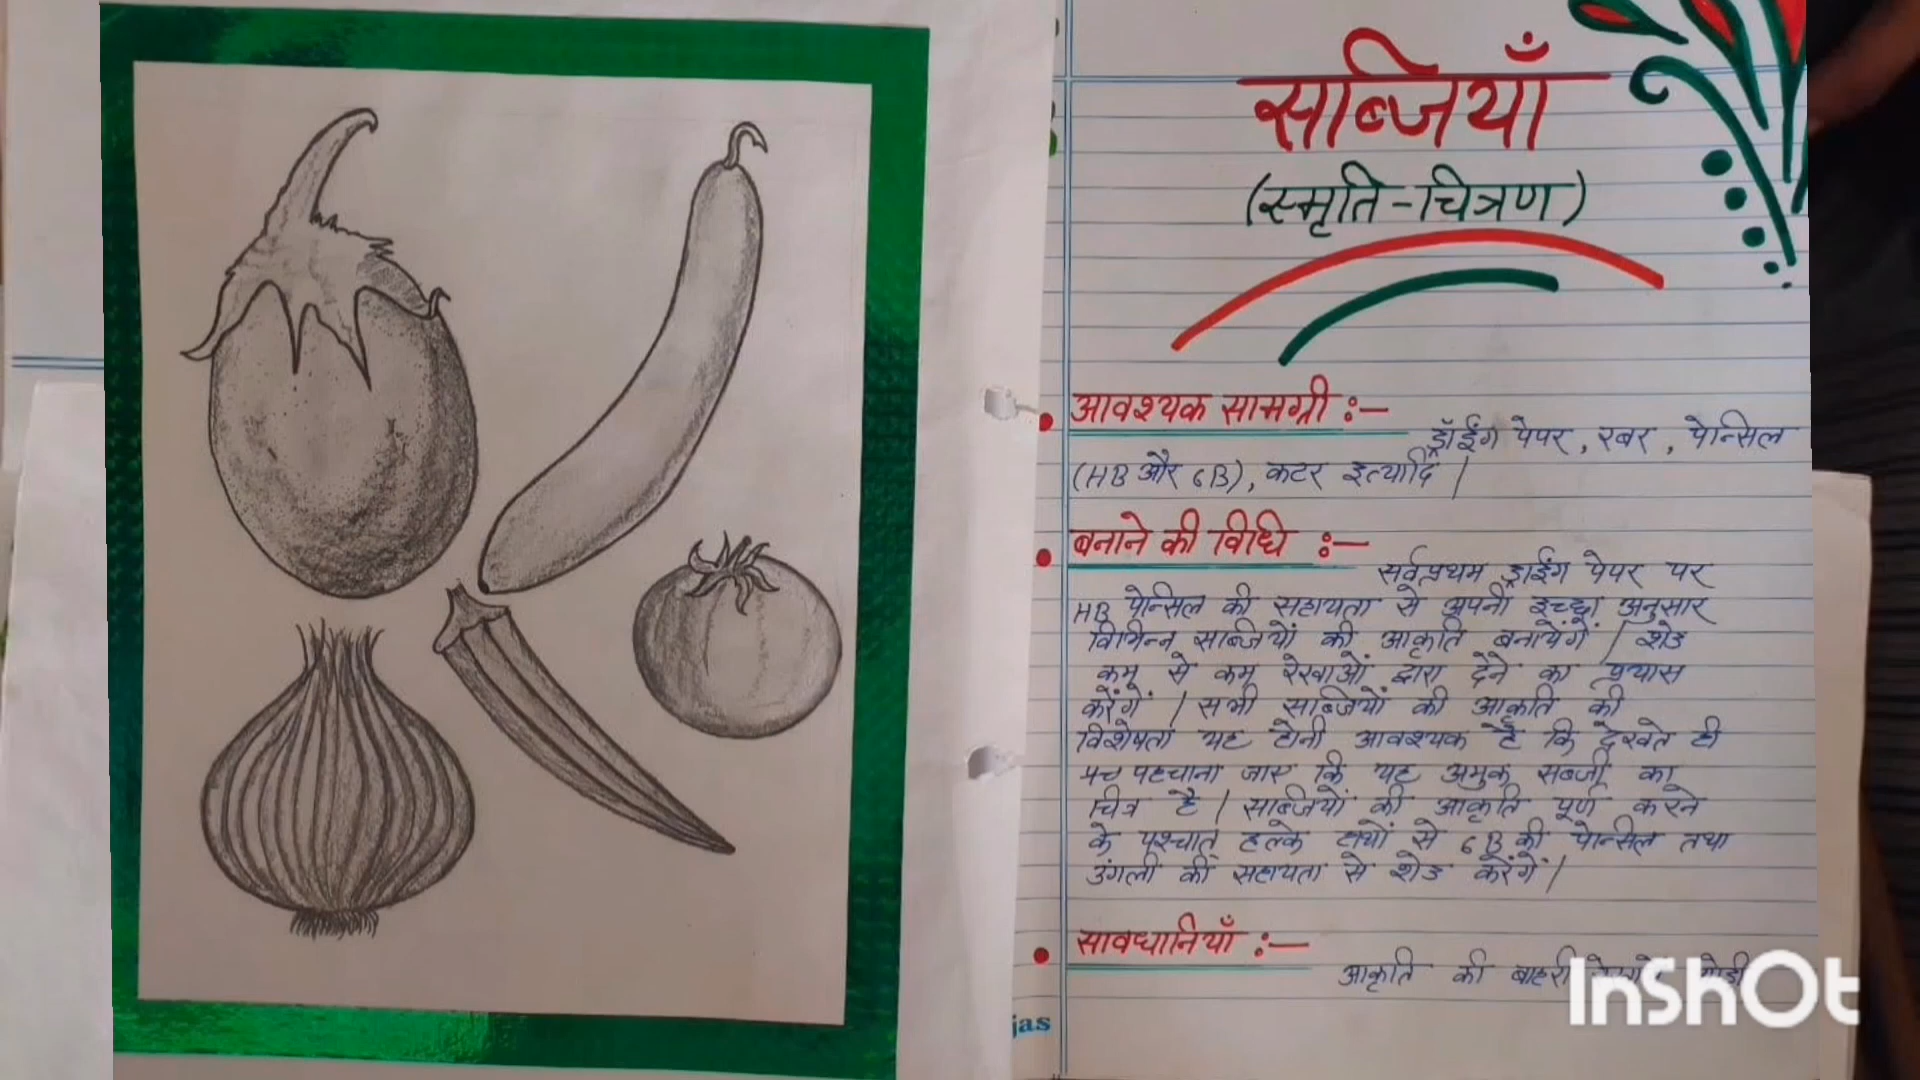 सब्जियाँ
(स्मृति-चित्रण)
आवश्यक सामग्री :-
ड्रॉईंग पेपर, रबर, पेन्सिल
(HB और 6B), कटर इत्यादि |
बनाने की विधि :-
सर्वप्रथम ड्राईंग पेपर पर
HB पेन्सिल की सहायता से अपनी इच्छा अनुसार
विभिन्न सब्जियों की आकृति बनायेंगें | शेड
कम से कम रेखाओं द्वारा देने का प्रयास
करेंगें | सभी सब्जियों की आकृति की
विशेषता यह होनी आवश्यक है कि देखते ही
पहचाना जाए कि यह अमुक सब्जी का
चित्र है | सब्जियों की आकृति पूर्ण करने
के पश्चात हल्के हाथों से 6B की पेन्सिल तथा
उंगली की सहायता से शेड करेंगें |
सावधानियाँ :-
आकृति की बाहरी
jas
InShOt